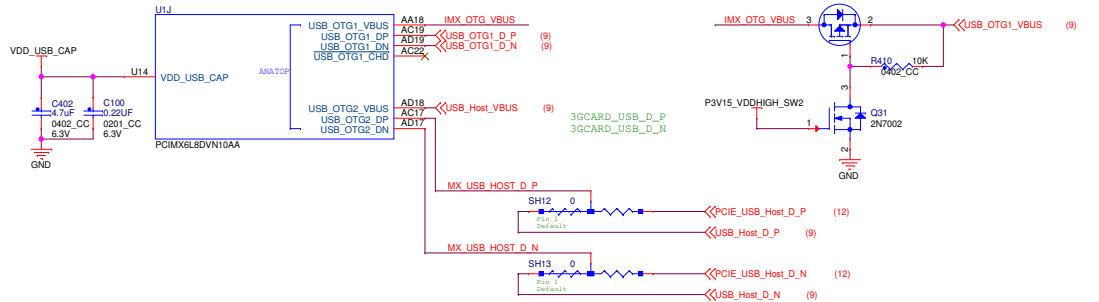 U1J
USB_OTG1_VBUS AA18 IMX_OTG_VBUS
USB_OTG1_DP AC19 USB_OTG1_D_P (9)
USB_OTG1_DN AD19 USB_OTG1_D_N (9)
USB_OTG1_CHD AC22
VDD_USB_CAP
U14 VDD_USB_CAP
ANATOP
C402
4.7uF
0402_CC
6.3V
C100
0.22UF
0201_CC
6.3V
GND
USB_OTG2_VBUS AD18 USB_Host_VBUS (9)
USB_OTG2_DP AC17
USB_OTG2_DN AD17
PCIMX6L8DVN10AA
3GCARD_USB_D_P
3GCARD_USB_D_N
IMX_OTG_VBUS 3 2 USB_OTG1_VBUS (9)
1
R410 10K
0402_CC
P3V15_VDDHIGH_SW2
3
1
Q31
2N7002
2
GND
MX_USB_HOST_D_P
SH12 0
Pin 1
Default
PCIE_USB_Host_D_P (12)
USB_Host_D_P (9)
MX_USB_HOST_D_N
SH13 0
Pin 1
Default
PCIE_USB_Host_D_N (12)
USB_Host_D_N (9)